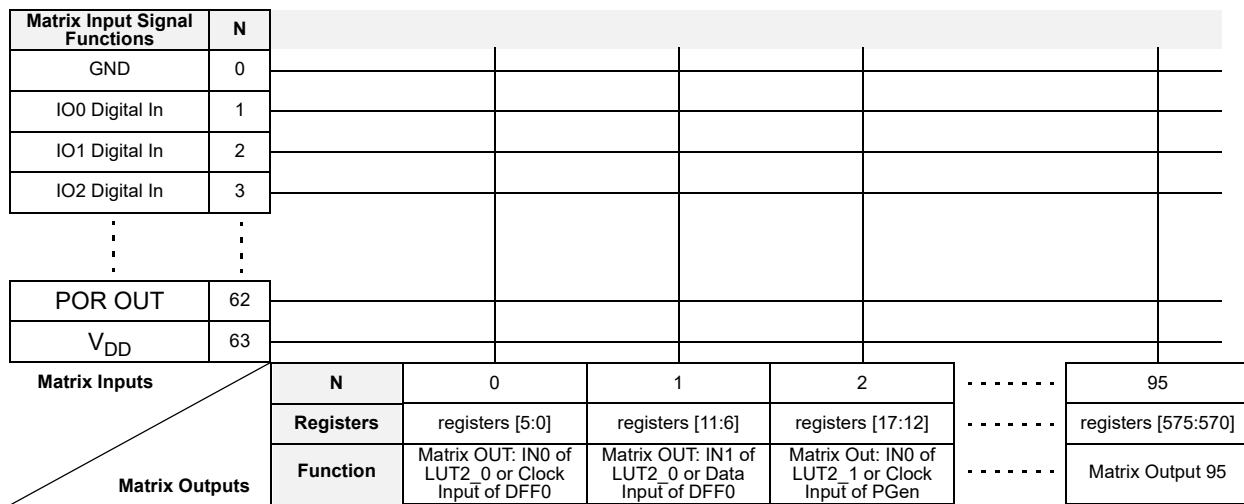 Matrix Input Signal
Functions
N
GND
0
IO0 Digital In
1
IO1 Digital In
2
IO2 Digital In
3
POR OUT
62
VDD
63
Matrix Inputs
Matrix Outputs
N
0
1
2
95
Registers
registers [5:0]
registers [11:6]
registers [17:12]
registers [575:570]
Function
Matrix OUT: IN0 of
LUT2_0 or Clock
Input of DFF0
Matrix OUT: IN1 of
LUT2_0 or Data
Input of DFF0
Matrix Out: IN0 of
LUT2_1 or Clock
Input of PGen
Matrix Output 95